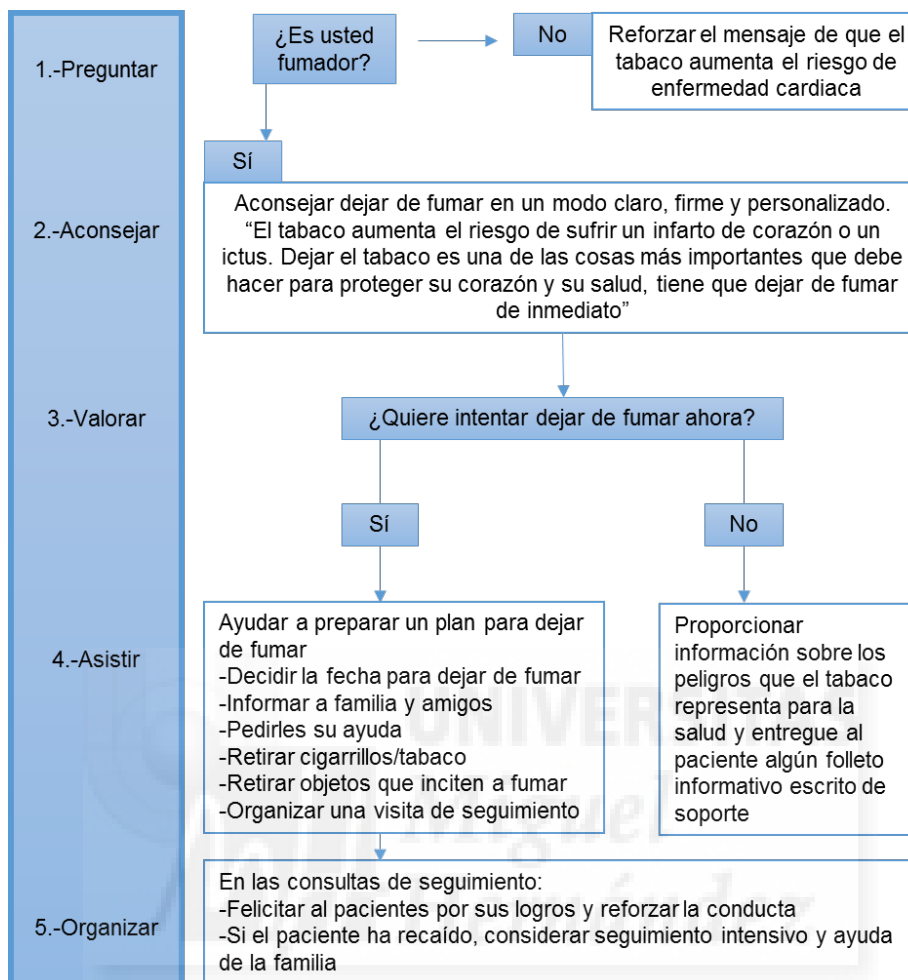 1.-Preguntar
¿Es usted
fumador?
No
Reforzar el mensaje de que el
tabaco aumenta el riesgo de
enfermedad cardiaca
Sí
2.-Aconsejar
Aconsejar dejar de fumar en un modo claro, firme y personalizado.
“El tabaco aumenta el riesgo de sufrir un infarto de corazón o un
ictus. Dejar el tabaco es una de las cosas más importantes que debe
hacer para proteger su corazón y su salud, tiene que dejar de fumar
de inmediato”
3.-Valorar
¿Quiere intentar dejar de fumar ahora?
Sí
No
4.-Asistir
Ayudar a preparar un plan para dejar
de fumar
-Decidir la fecha para dejar de fumar
-Informar a familia y amigos
-Pedirles su ayuda
-Retirar cigarrillos/tabaco
-Retirar objetos que inciten a fumar
-Organizar una visita de seguimiento
Proporcionar
información sobre los
peligros que el tabaco
representa para la
salud y entregue al
paciente algún folleto
informativo escrito de
soporte
5.-Organizar
En las consultas de seguimiento:
-Felicitar al pacientes por sus logros y reforzar la conducta
-Si el paciente ha recaído, considerar seguimiento intensivo y ayuda
de la familia
UNIVERSITAS
Miguel
Hernández